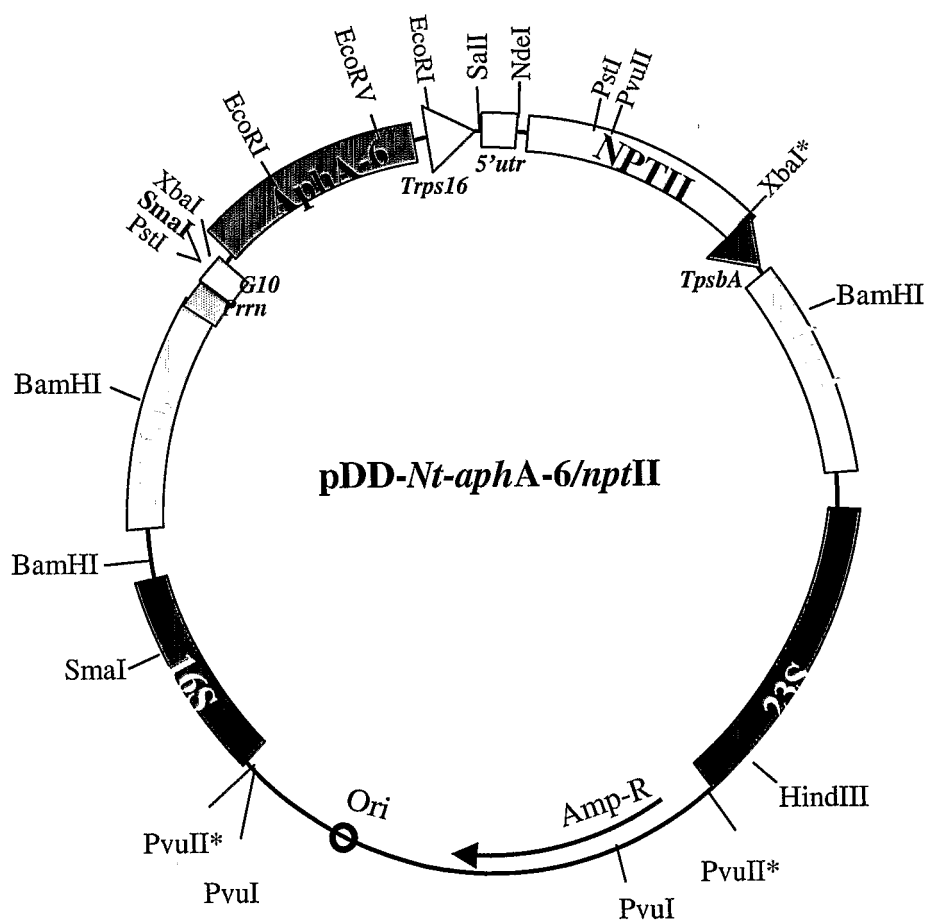 EcoRI
EcoRV
EcoRI
SalI
NdeI
PstI
PvuII
XbaI*
XbaI
SmaI
PstI
AphA-6
Trps16
5'utr
NPTII
TpsbA
G10
Prrn
BamHI
BamHI
pDD-Nt-aphA-6/nptII
BamHI
SmaI
16S
23S
HindIII
Ori
Amp-R
PvuII*
PvuI
PvuI
PvuII*